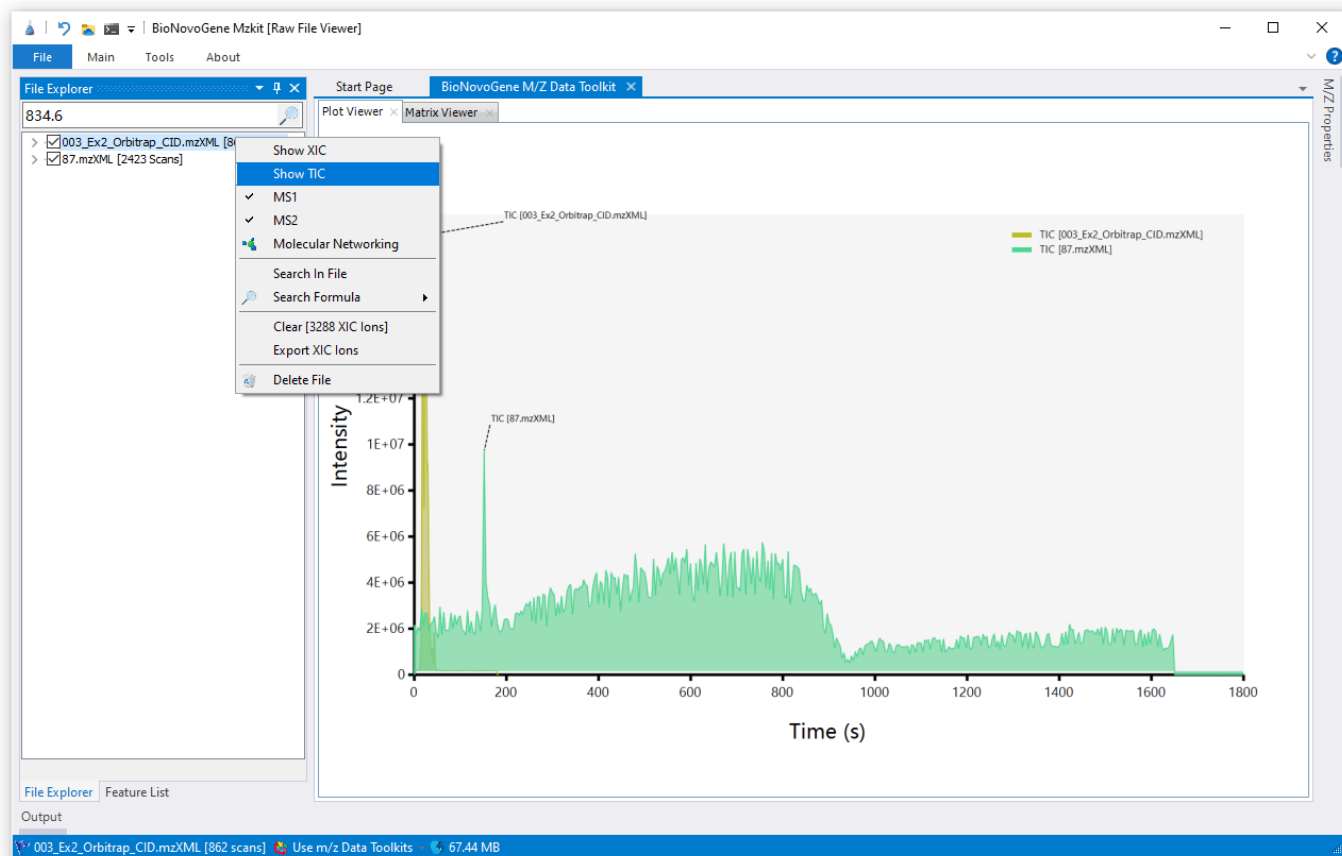 BioNovoGene Mzkit [Raw File Viewer]
File Main Tools About
File Explorer
834.6
003_Ex2_Orbitrap_CID.mzXML [86
87.mzXML [2423 Scans]
File Explorer Feature List
Start Page BioNovoGene M/Z Data Toolkit
Plot Viewer Matrix Viewer
Show XIC
Show TIC
MS1
MS2
Molecular Networking
Search In File
Search Formula
Clear [3288 XIC Ions]
Export XIC Ions
Delete File
TIC [003_Ex2_Orbitrap_CID.mzXML]
TIC [003_Ex2_Orbitrap_CID.mzXML]
TIC [87.mzXML]
TIC [87.mzXML]
Intensity
1.2E+07
1E+07
8E+06
6E+06
4E+06
2E+06
0
0 200 400 600 800 1000 1200 1400 1600 1800
Time (s)
M/Z Properties
Output
003_Ex2_Orbitrap_CID.mzXML [862 scans] Use m/z Data Toolkits 67.44 MB